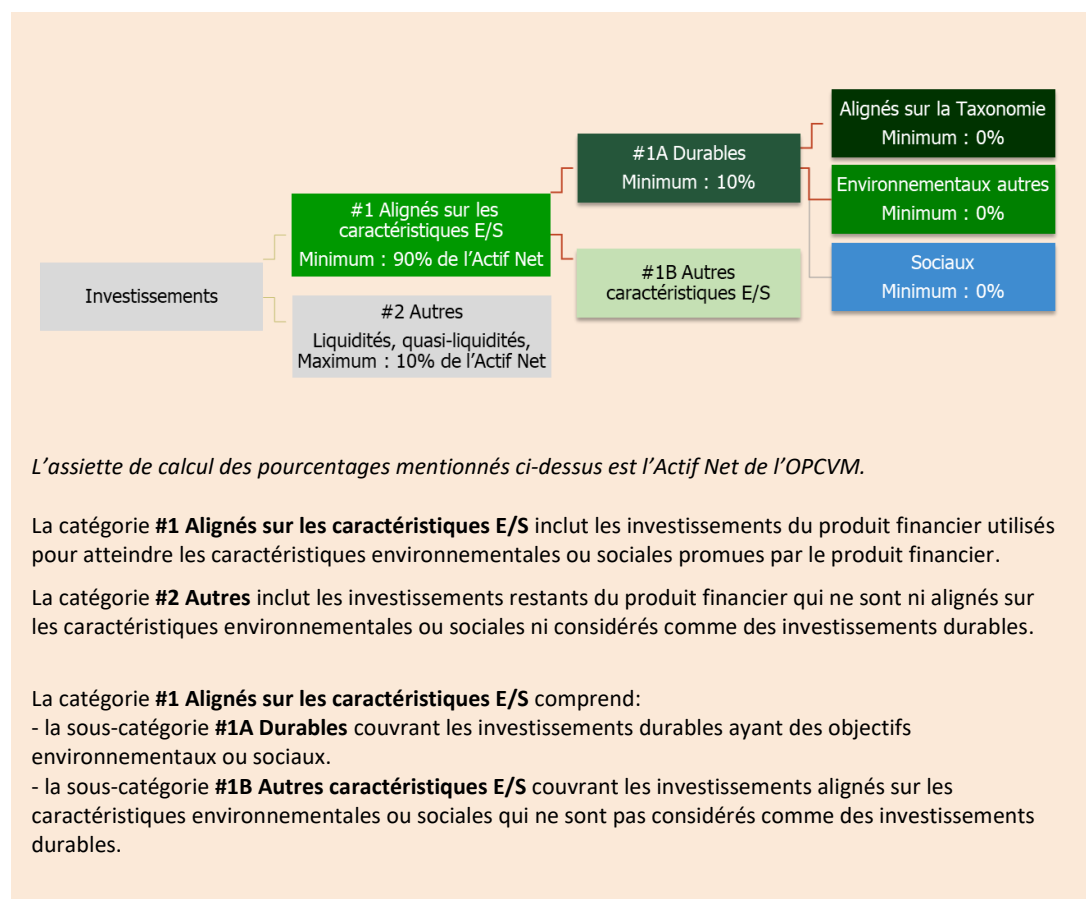 Alignés sur la Taxonomie
Minimum : 0%
#1A Durables
Minimum : 10%
Environnementaux autres
Minimum : 0%
#1 Alignés sur les
caractéristiques E/S
Minimum : 90% de l’Actif Net
#1B Autres
caractéristiques E/S
Sociaux
Minimum : 0%
Investissements
#2 Autres
Liquidités, quasi-liquidités,
Maximum : 10% de l’Actif Net
L’assiette de calcul des pourcentages mentionnés ci-dessus est l’Actif Net de l’OPCVM.
La catégorie #1 Alignés sur les caractéristiques E/S inclut les investissements du produit financier utilisés
pour atteindre les caractéristiques environnementales ou sociales promues par le produit financier.
La catégorie #2 Autres inclut les investissements restants du produit financier qui ne sont ni alignés sur
les caractéristiques environnementales ou sociales ni considérés comme des investissements durables.
La catégorie #1 Alignés sur les caractéristiques E/S comprend:
- la sous-catégorie #1A Durables couvrant les investissements durables ayant des objectifs
environnementaux ou sociaux.
- la sous-catégorie #1B Autres caractéristiques E/S couvrant les investissements alignés sur les
caractéristiques environnementales ou sociales qui ne sont pas considérés comme des investissements
durables.